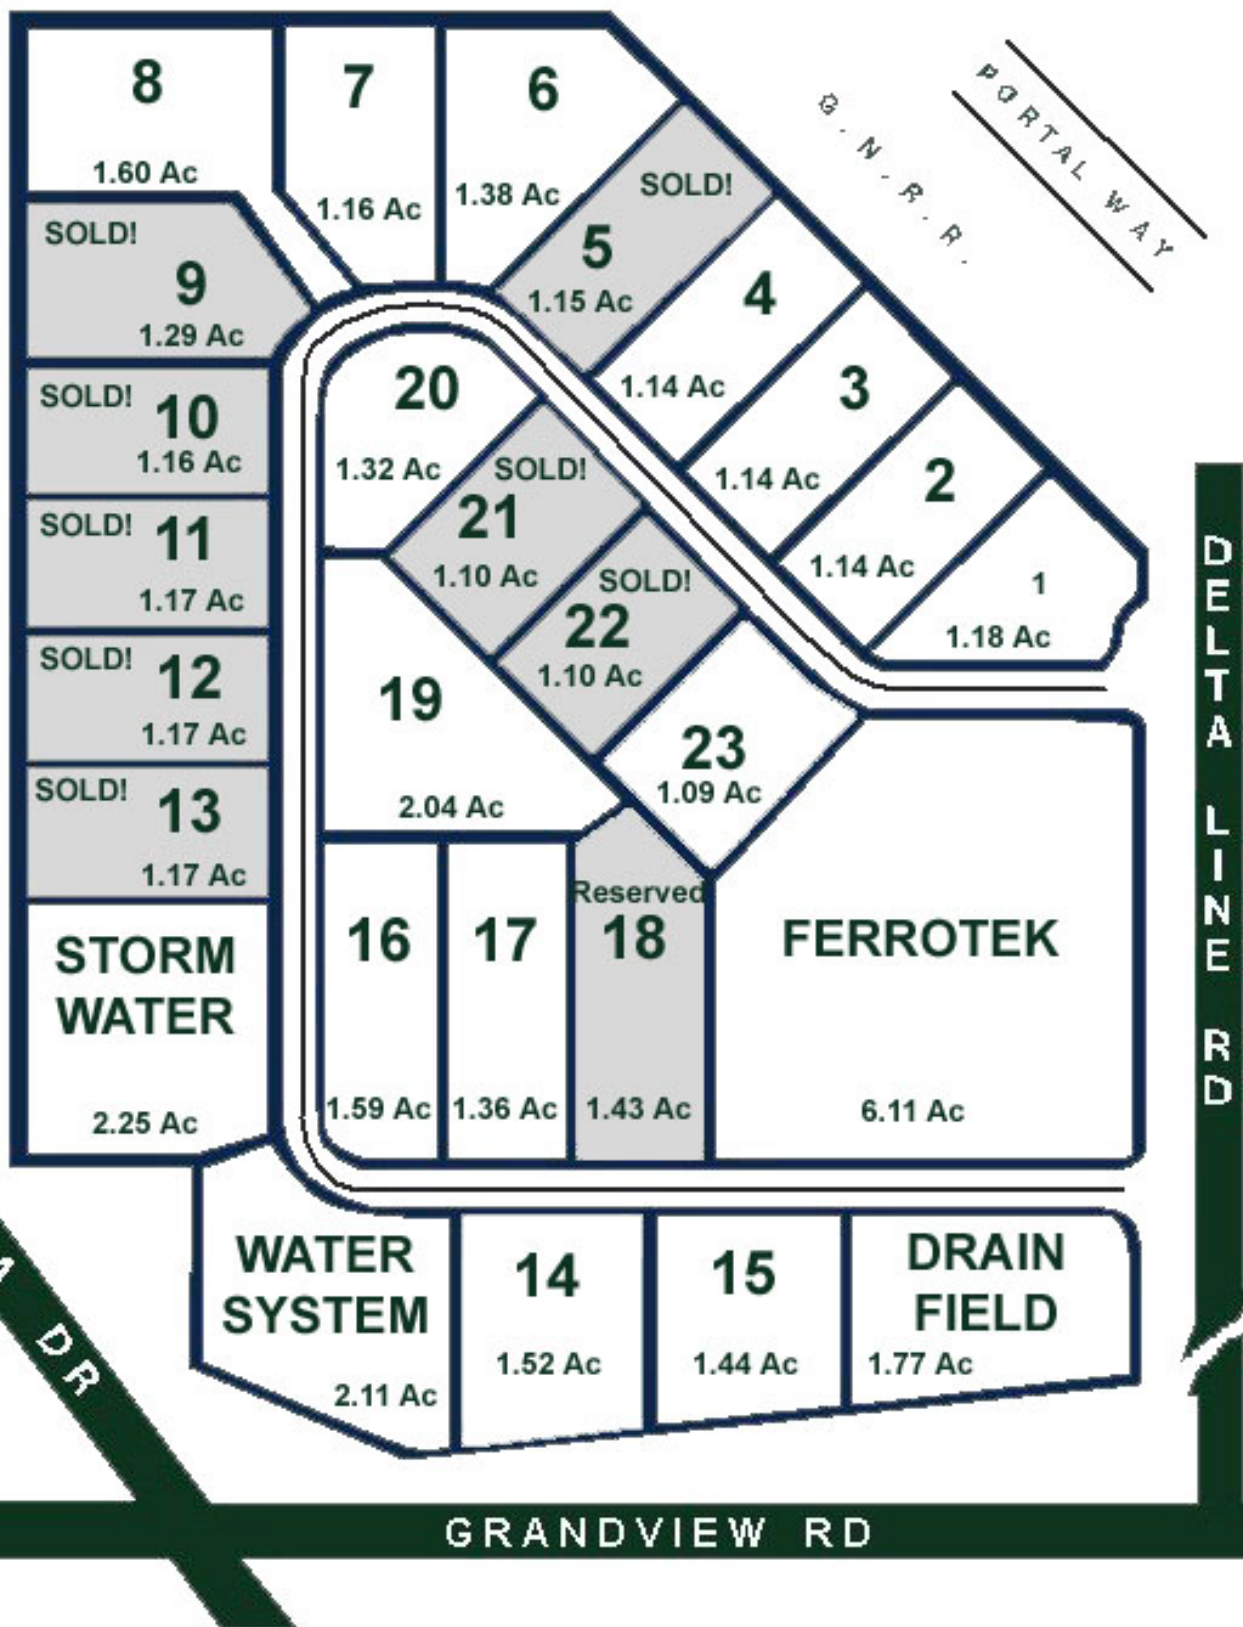 8
1.60 Ac
7
1.16 Ac
6
1.38 Ac
SOLD!
5
1.15 Ac
4
1.14 Ac
3
1.14 Ac
2
1.14 Ac
1
1.18 Ac
G.N.R.R.
PORTAL WAY
SOLD!
9
1.29 Ac
SOLD! 10
1.16 Ac
SOLD! 11
1.17 Ac
SOLD! 12
1.17 Ac
SOLD! 13
1.17 Ac
STORM
WATER
2.25 Ac
20
1.32 Ac
SOLD!
21
1.10 Ac
SOLD!
22
1.10 Ac
23
1.09 Ac
19
2.04 Ac
16
1.59 Ac
17
1.36 Ac
Reserved
18
1.43 Ac
FERROTEK
6.11 Ac
DELTA LINE RD
WATER
SYSTEM
2.11 Ac
14
1.52 Ac
15
1.44 Ac
DRAIN
FIELD
1.77 Ac
DR
GRANDVIEW RD